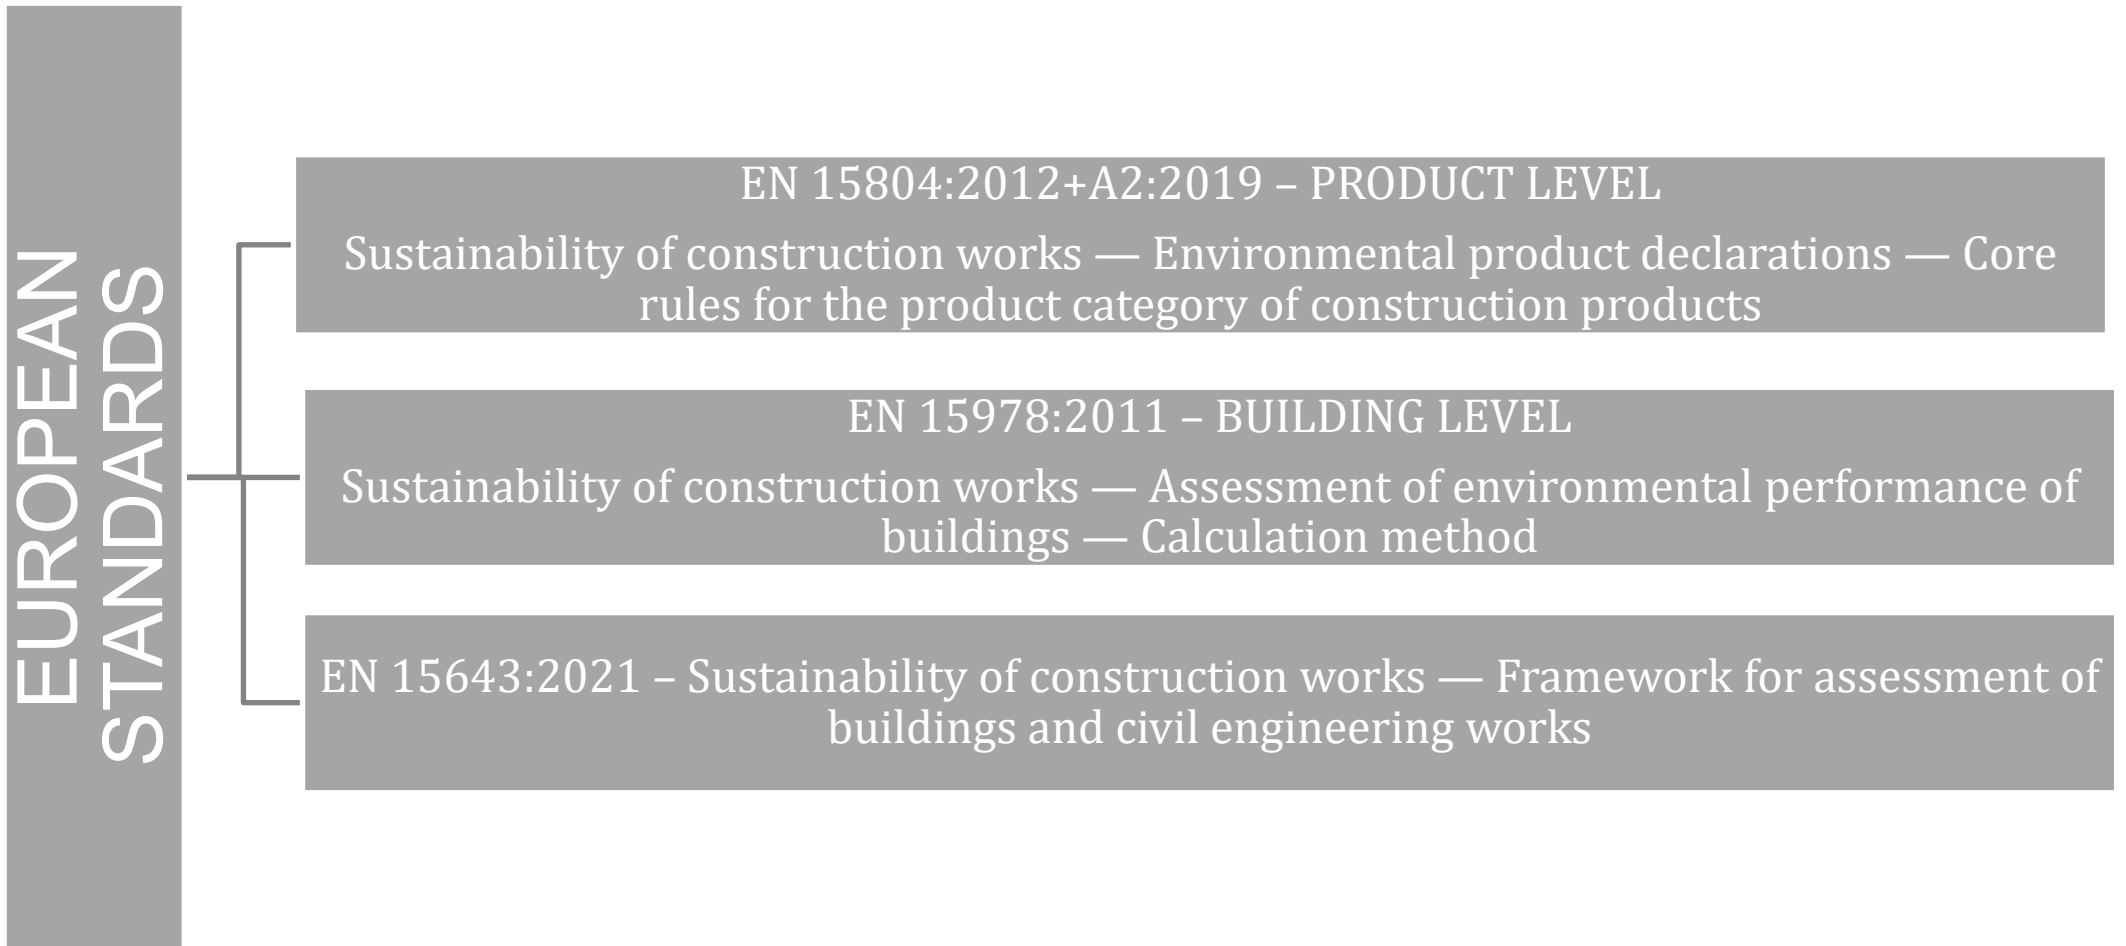 EUROPEAN
STANDARDS
EN 15804:2012+A2:2019 – PRODUCT LEVEL
Sustainability of construction works — Environmental product declarations — Core
rules for the product category of construction products
EN 15978:2011 – BUILDING LEVEL
Sustainability of construction works — Assessment of environmental performance of
buildings — Calculation method
EN 15643:2021 – Sustainability of construction works — Framework for assessment of
buildings and civil engineering works